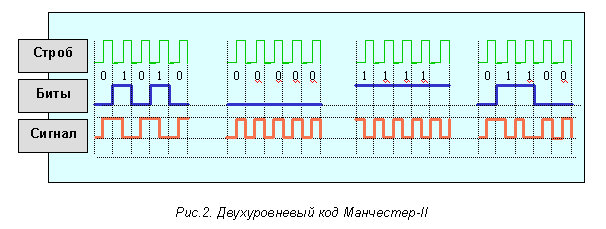 Строб
0 1 0 1 0 0 0 0 0 0 1 1 1 1 0 1 1 0 0
Биты
Сигнал
Рис.2. Двухуровневый код Манчестер-II